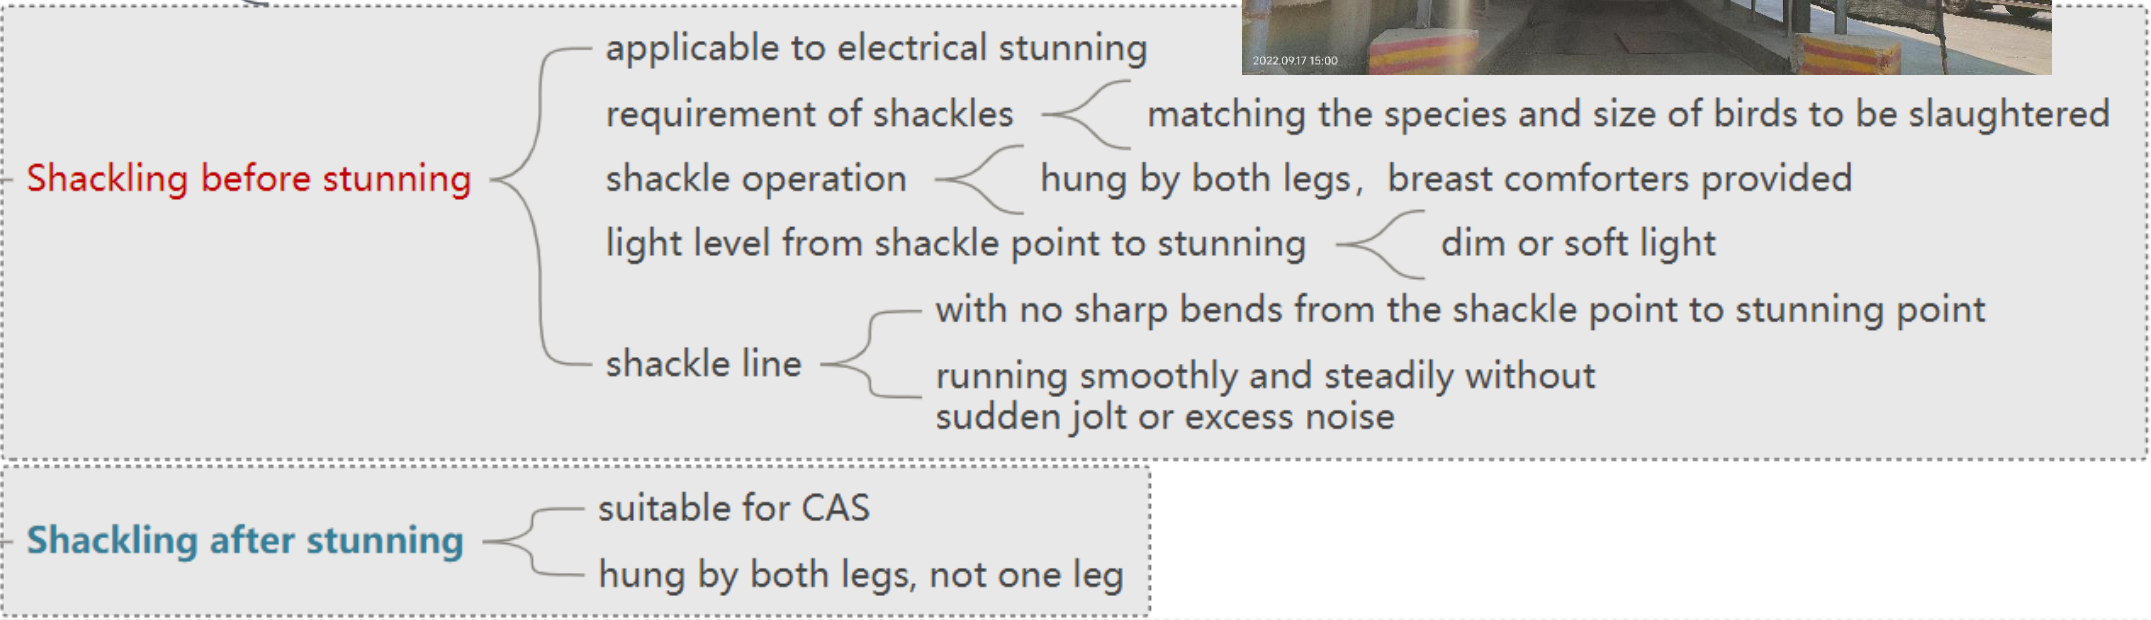 2022.09.17 15:00
applicable to electrical stunning
requirement of shackles
matching the species and size of birds to be slaughtered
Shackling before stunning
shackle operation
hung by both legs, breast comforters provided
light level from shackle point to stunning
dim or soft light
with no sharp bends from the shackle point to stunning point
shackle line
running smoothly and steadily without
sudden jolt or excess noise
suitable for CAS
Shackling after stunning
hung by both legs, not one leg